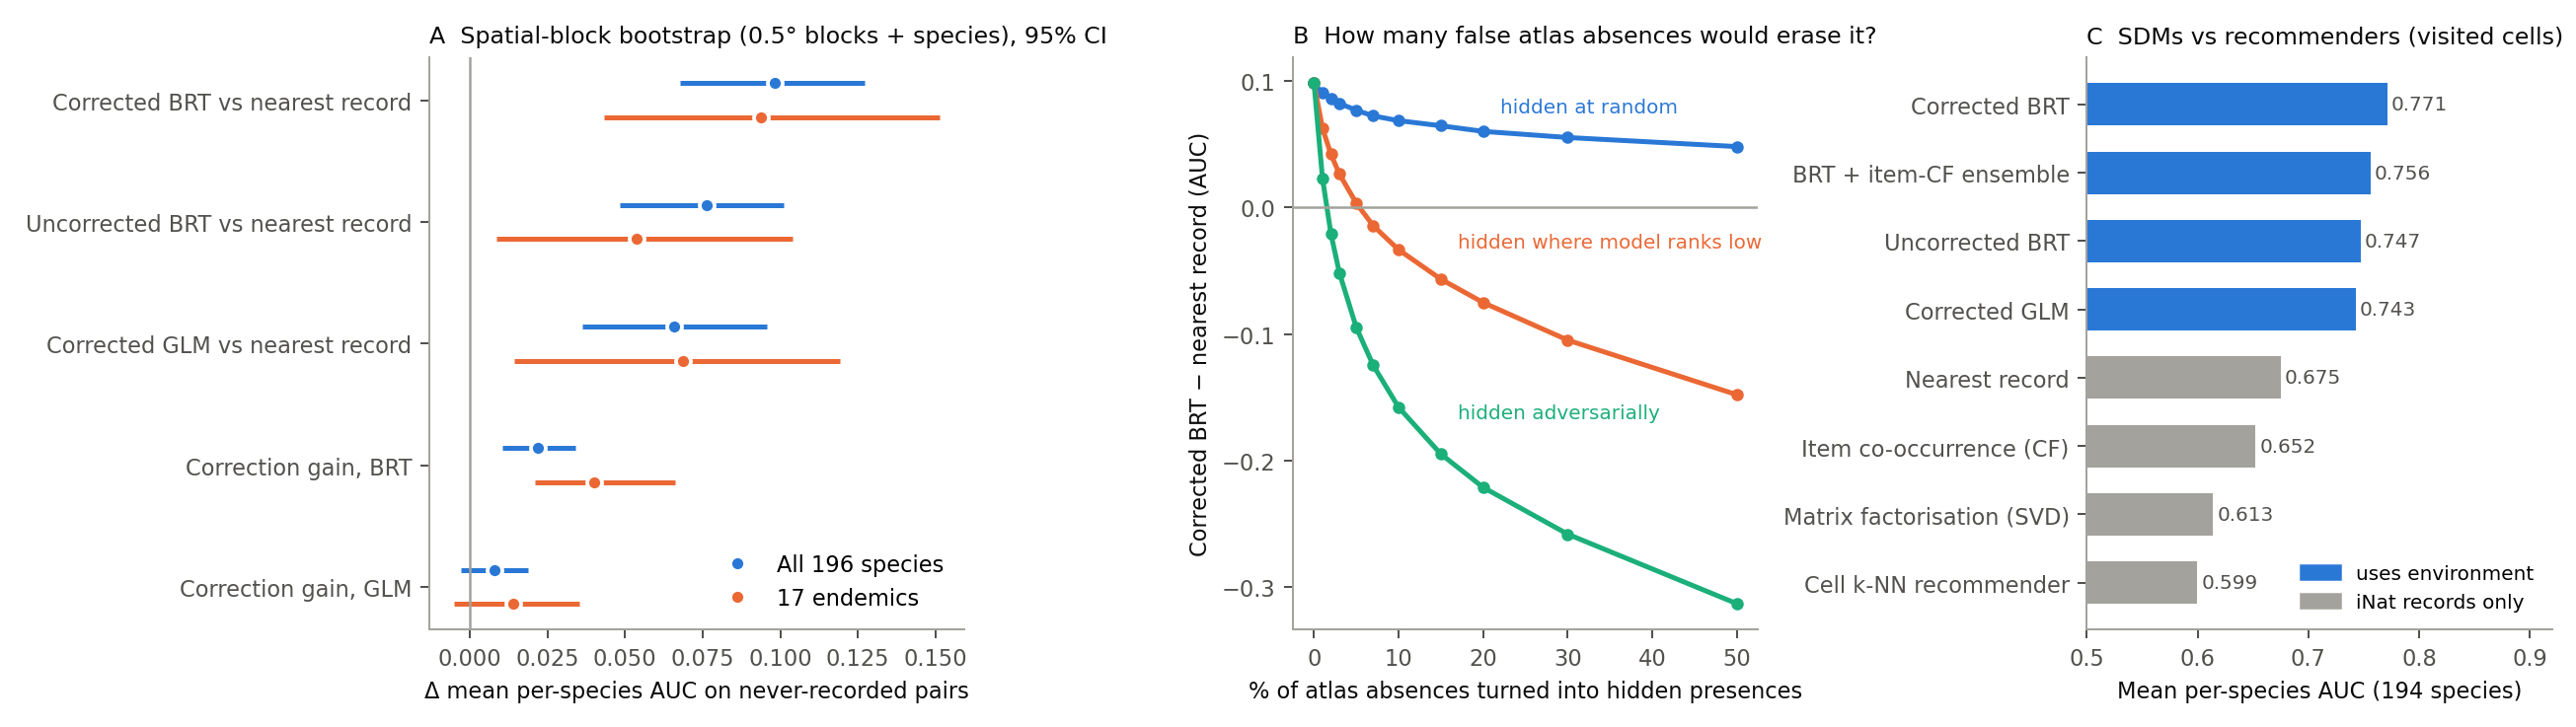 A  Spatial-block bootstrap (0.5° blocks + species), 95% CI
Corrected BRT vs nearest record
Uncorrected BRT vs nearest record
Corrected GLM vs nearest record
Correction gain, BRT
Correction gain, GLM
All 196 species
17 endemics
0.000 0.025 0.050 0.075 0.100 0.125 0.150
Δ mean per-species AUC on never-recorded pairs
B  How many false atlas absences would erase it?
Corrected BRT − nearest record (AUC)
0.1
0.0
−0.1
−0.2
−0.3
hidden at random
hidden where model ranks low
hidden adversarially
0 10 20 30 40 50
% of atlas absences turned into hidden presences
C  SDMs vs recommenders (visited cells)
Corrected BRT 0.771
BRT + item-CF ensemble 0.756
Uncorrected BRT 0.747
Corrected GLM 0.743
Nearest record 0.675
Item co-occurrence (CF) 0.652
Matrix factorisation (SVD) 0.613
Cell k-NN recommender 0.599
uses environment
iNat records only
0.5 0.6 0.7 0.8 0.9
Mean per-species AUC (194 species)